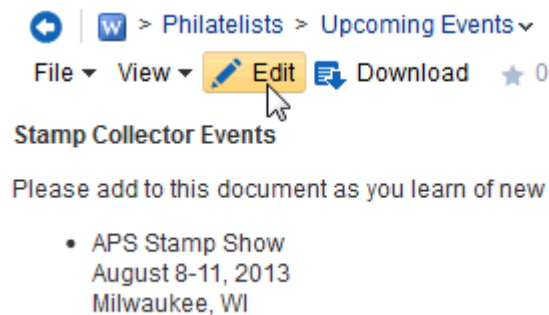 W > Philatelists > Upcoming Events
File View Edit Download 0
Stamp Collector Events
Please add to this document as you learn of new
• APS Stamp Show
August 8-11, 2013
Milwaukee, WI